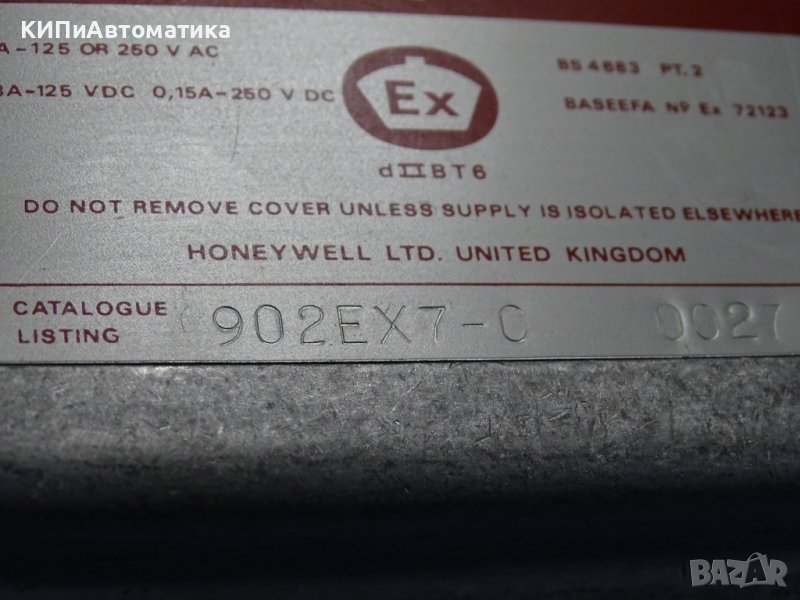 КИПиАвтоматика
A-125 OR 250 V AC
BS 4683 PT. 2
3A-125 VDC 0,15A-250 V DC
Ex
BASEEFA Nº Ex 72123
dIIBT6
DO NOT REMOVE COVER UNLESS SUPPLY IS ISOLATED ELSEWHERE
HONEYWELL LTD. UNITED KINGDOM
CATALOGUE LISTING
902EX7-C 0027
BAZAR